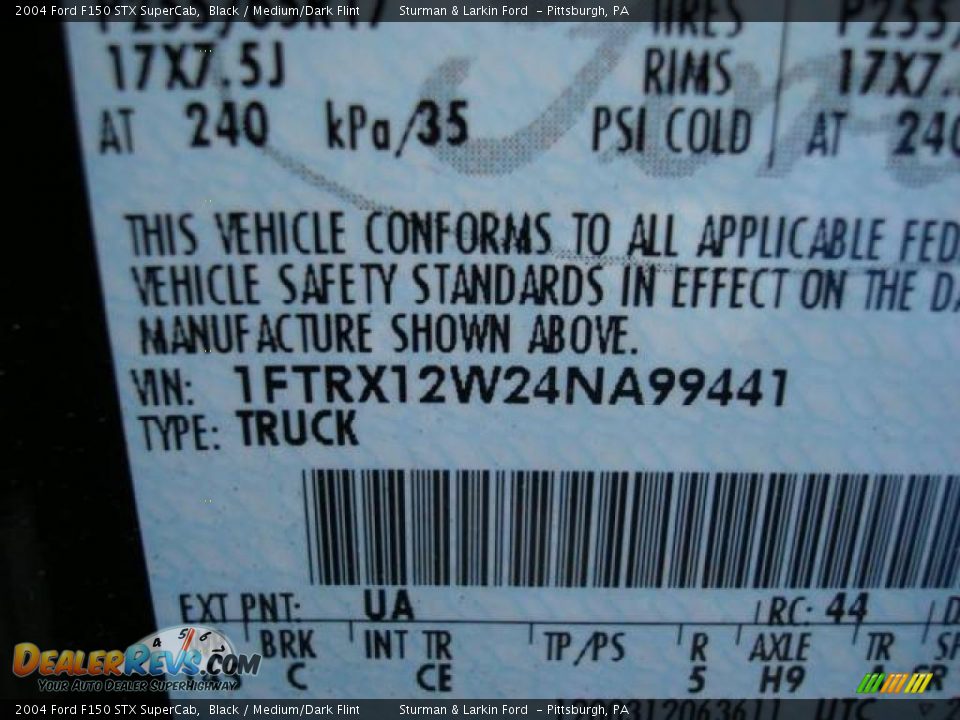 2004 Ford F150 STX SuperCab, Black / Medium/Dark Flint Sturman & Larkin Ford - Pittsburgh, PA
TIRES
17X7.5J RIMS 17X7.
AT 240 kPa/35 PSI COLD AT 240
THIS VEHICLE CONFORMS TO ALL APPLICABLE FED
VEHICLE SAFETY STANDARDS IN EFFECT ON THE DA
MANUFACTURE SHOWN ABOVE.
VIN: 1FTRX12W24NA99441
TYPE: TRUCK
EXT PNT: UA RC: 44
BRK INT TR TP/PS R AXLE TR SP
C CE 5 H9 A
DEALERREVS.COM
YOUR AUTO DEALER SUPERHIGHWAY
2004 Ford F150 STX SuperCab, Black / Medium/Dark Flint Sturman & Larkin Ford - Pittsburgh, PA